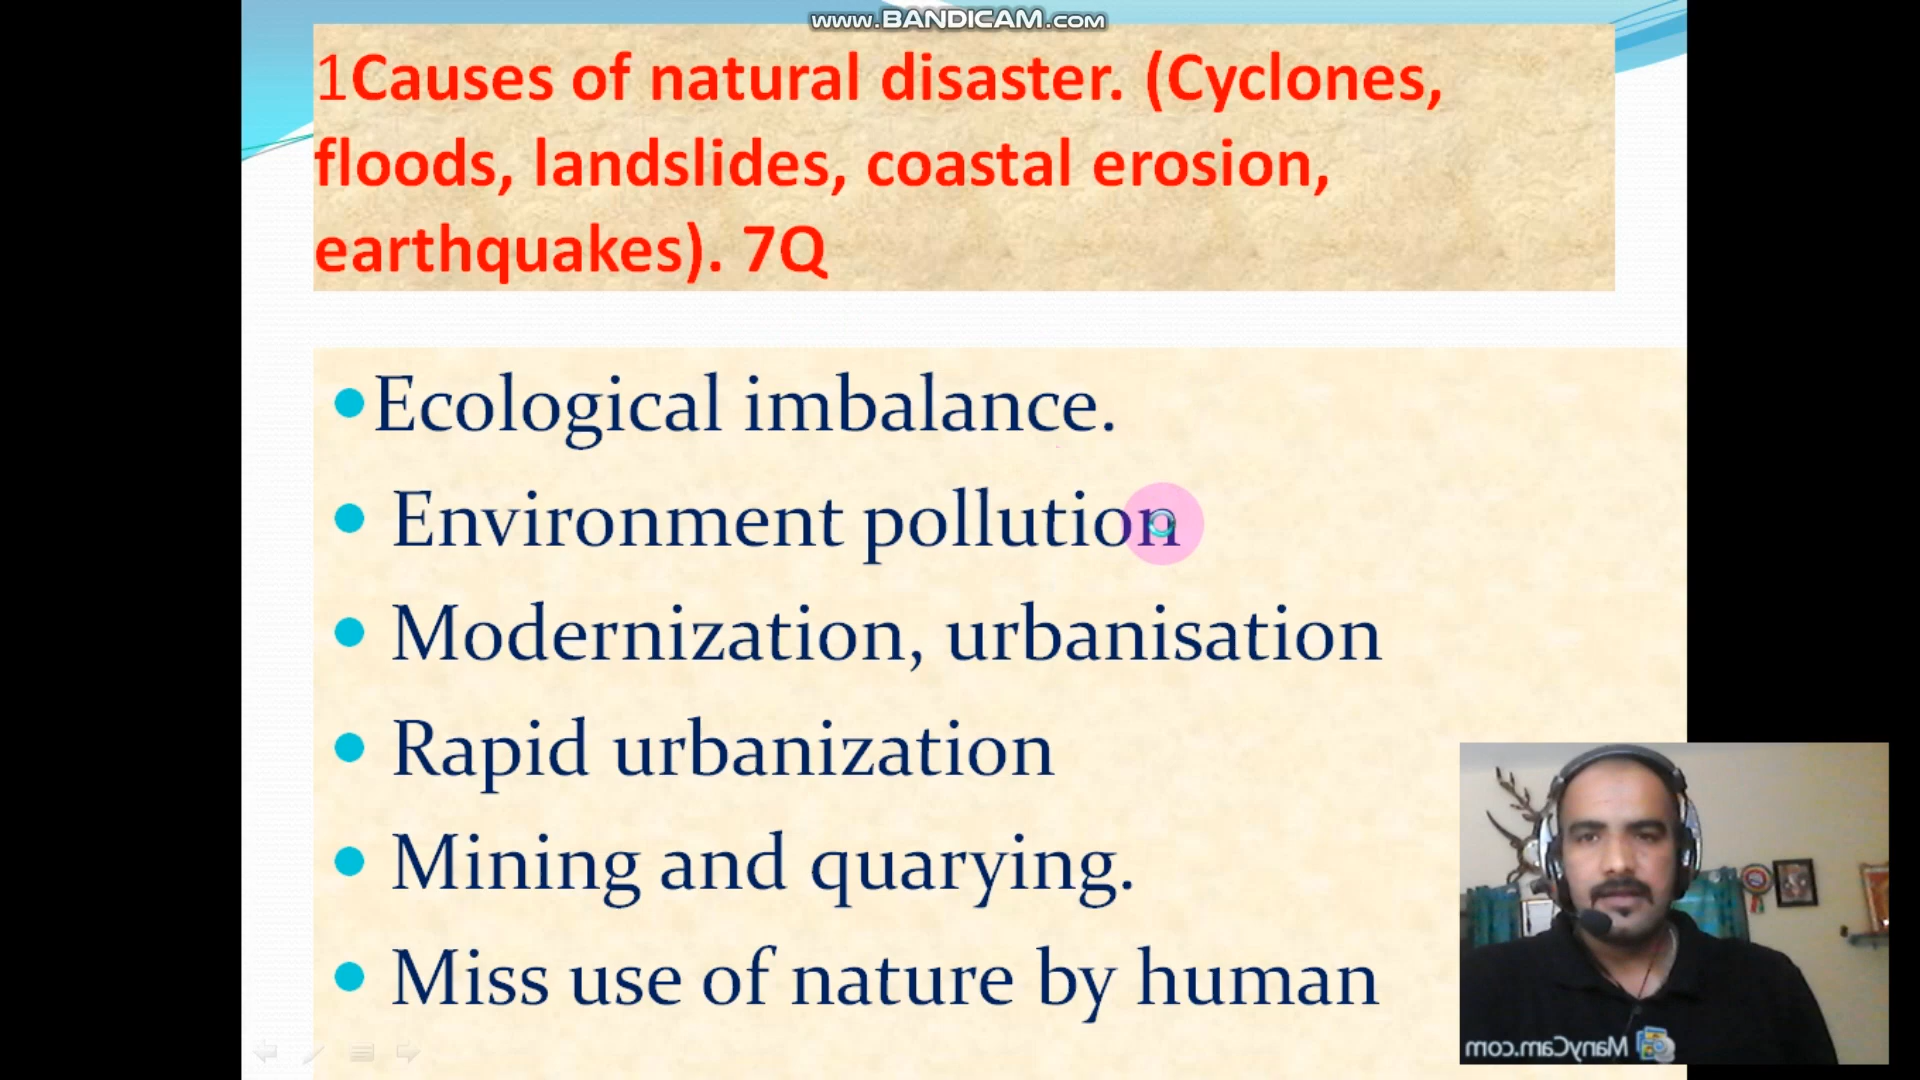 www.BANDICAM.com
1Causes of natural disaster. (Cyclones,
floods, landslides, coastal erosion,
earthquakes). 7Q
•Ecological imbalance.
• Environment pollution
• Modernization, urbanisation
• Rapid urbanization
• Mining and quarying.
• Miss use of nature by human
ManyCam.com